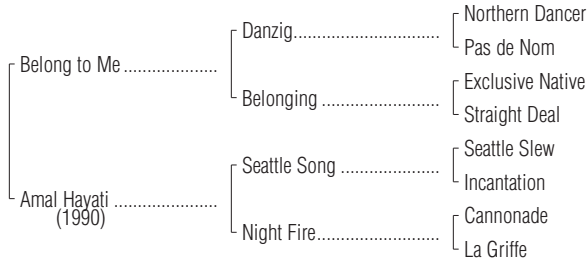 Northern Dancer
Danzig
Pas de Nom
Belong to Me
Exclusive Native
Belonging
Straight Deal
Seattle Slew
Seattle Song
Incantation
Amal Hayati
(1990)
Cannonade
Night Fire
La Griffe